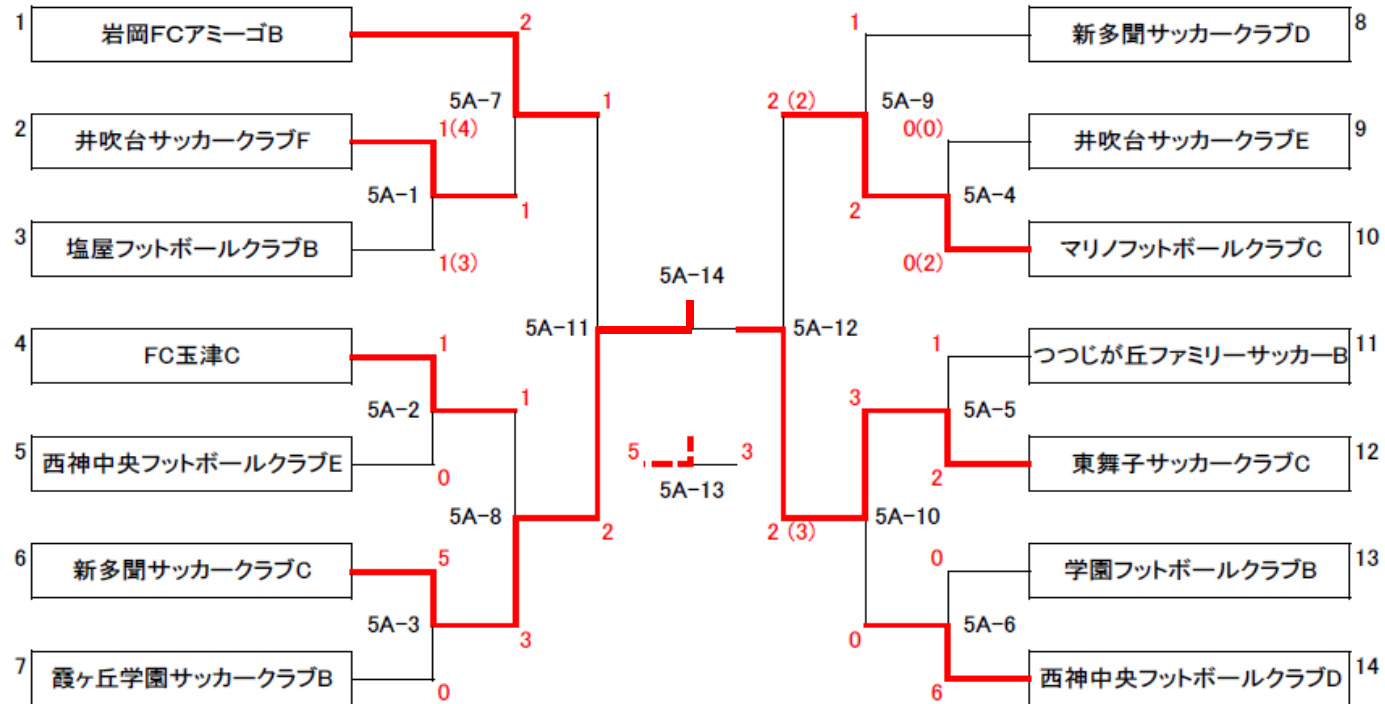 1
岩岡FCアミーゴB
2
5A-7
1
2
井吹台サッカークラブF
1(4)
5A-1
1
3
塩屋フットボールクラブB
1(3)
5A-11
4
FC玉津C
1
5A-2
1
5
西神中央フットボールクラブE
0
5A-8
2
6
新多聞サッカークラブC
5
5A-3
3
7
霞ヶ丘学園サッカークラブB
0
5A-14
5
3
5A-13
1
新多聞サッカークラブD
8
2 (2)
5A-9
0(0)
井吹台サッカークラブE
9
5A-4
2
0(2)
マリノフットボールクラブC
10
5A-12
1
つつじが丘ファミリーサッカーB
11
3
5A-5
2
東舞子サッカークラブC
12
2 (3)
5A-10
0
学園フットボールクラブB
13
0
5A-6
6
西神中央フットボールクラブD
14